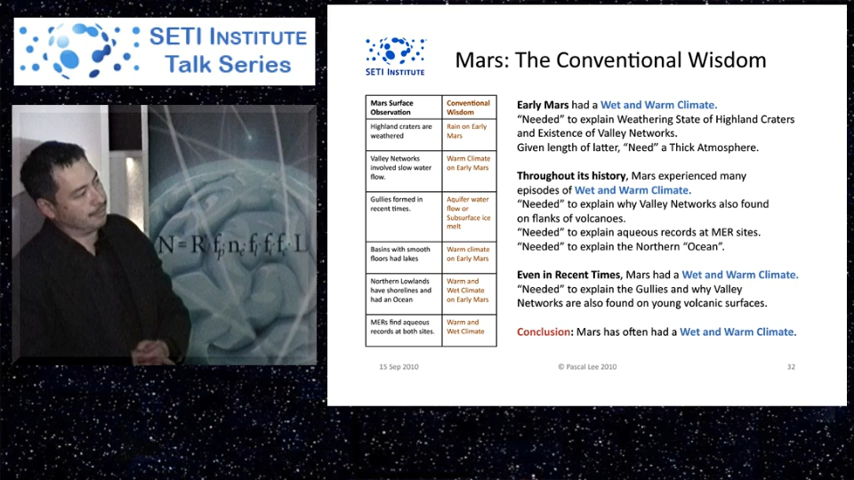 SETI INSTITUTE
Talk Series
N=R f n f f f L
SETI INSTITUTE
Mars: The Conventional Wisdom
Mars Surface
Observation
Conventional
Wisdom
Highland craters are
weathered
Rain on Early
Mars
Valley Networks
involved slow water
flow.
Warm Climate
on Early Mars
Gullies formed in
recent times.
Aquifer water
flow or
Subsurface ice
melt
Basins with smooth
floors had lakes
Warm climate
on Early Mars
Northern Lowlands
have shorelines and
had an Ocean
Warm and
Wet Climate
on Early Mars
MERs find aqueous
records at both sites.
Warm and
Wet Climate
Early Mars had a Wet and Warm Climate.
“Needed” to explain Weathering State of Highland Craters
and Existence of Valley Networks.
Given length of latter, “Need” a Thick Atmosphere.
Throughout its history, Mars experienced many
episodes of Wet and Warm Climate.
“Needed” to explain why Valley Networks also found
on flanks of volcanoes.
“Needed” to explain aqueous records at MER sites.
“Needed” to explain the Northern “Ocean”.
Even in Recent Times, Mars had a Wet and Warm Climate.
“Needed” to explain the Gullies and why Valley
Networks are also found on young volcanic surfaces.
Conclusion: Mars has often had a Wet and Warm Climate.
15 Sep 2010
© Pascal Lee 2010
32